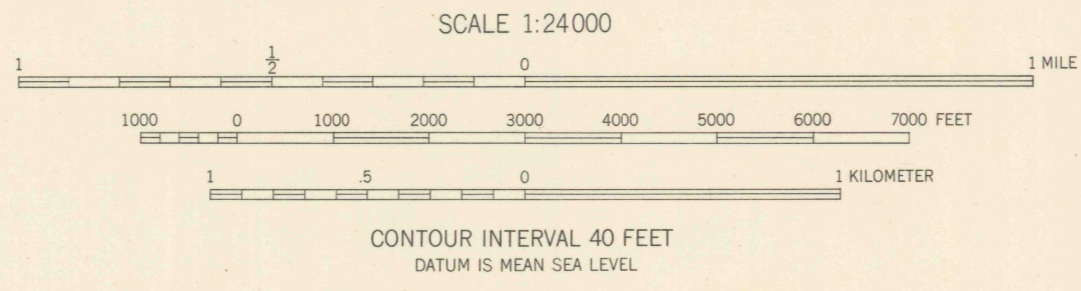 SCALE 1:24000
1 1/2 0 1 MILE
1000 0 1000 2000 3000 4000 5000 6000 7000 FEET
1 .5 0 1 KILOMETER
CONTOUR INTERVAL 40 FEET
DATUM IS MEAN SEA LEVEL